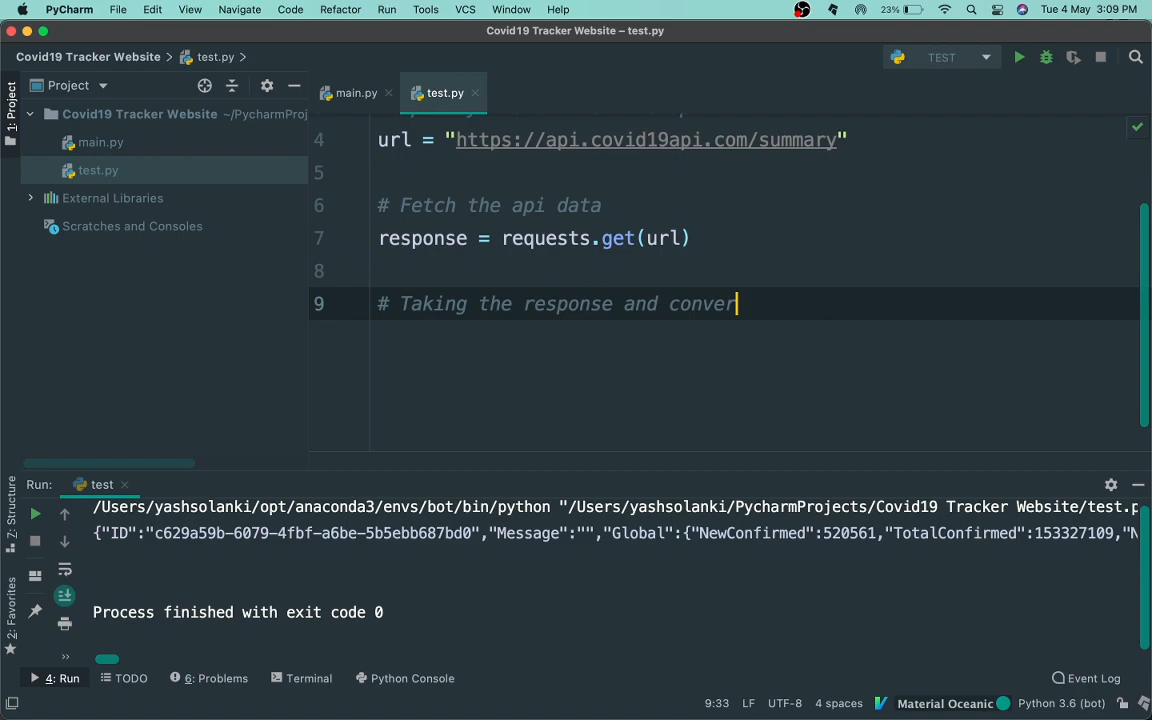 PyCharm File Edit View Navigate Code Refactor Run Tools VCS Window Help 23% Tue 4 May 3:09 PM
Covid19 Tracker Website – test.py
Covid19 Tracker Website > test.py > TEST
1: Project
Project
main.py × test.py ×
Covid19 Tracker Website ~/PycharmProj
main.py
test.py
External Libraries
Scratches and Consoles
4 url = "https://api.covid19api.com/summary"
5
6 # Fetch the api data
7 response = requests.get(url)
8
9 # Taking the response and conver
Z: Structure
2: Favorites
Run: test ×
/Users/yashsolanki/opt/anaconda3/envs/bot/bin/python "/Users/yashsolanki/PycharmProjects/Covid19 Tracker Website/test.p
{"ID":"c629a59b-6079-4fbf-a6be-5b5ebb687bd0","Message":"","Global":{"NewConfirmed":520561,"TotalConfirmed":153327109,"N
Process finished with exit code 0
>>
4: Run TODO 6: Problems Terminal Python Console Event Log
9:33 LF UTF-8 4 spaces Material Oceanic Python 3.6 (bot)